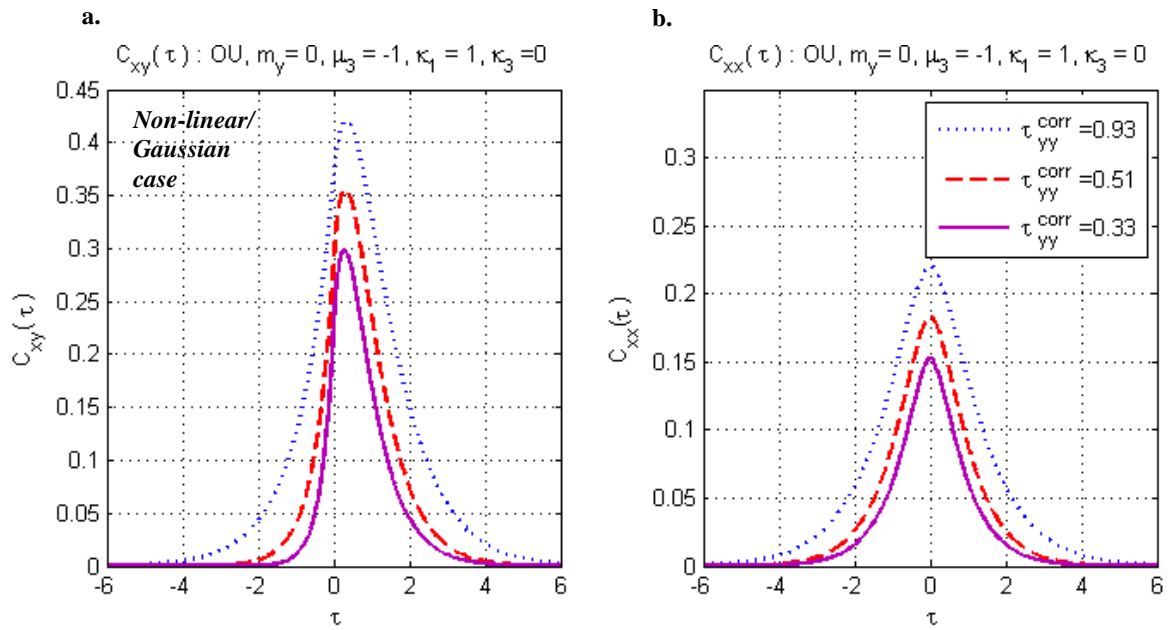 a.
C_xy(τ) : OU, m_y= 0, μ_3 = -1, κ_1 = 1, κ_3 =0
Non-linear/
Gaussian
case
0.45
0.4
0.35
0.3
0.25
0.2
0.15
0.1
0.05
0
C_xy(τ)
-6 -4 -2 0 2 4 6
τ
b.
C_xx(τ) : OU, m_y= 0, μ_3 = -1, κ_1 = 1, κ_3 = 0
τ_yy^corr =0.93
τ_yy^corr =0.51
τ_yy^corr =0.33
0.3
0.25
0.2
0.15
0.1
0.05
0
C_xx(τ)
-6 -4 -2 0 2 4 6
τ